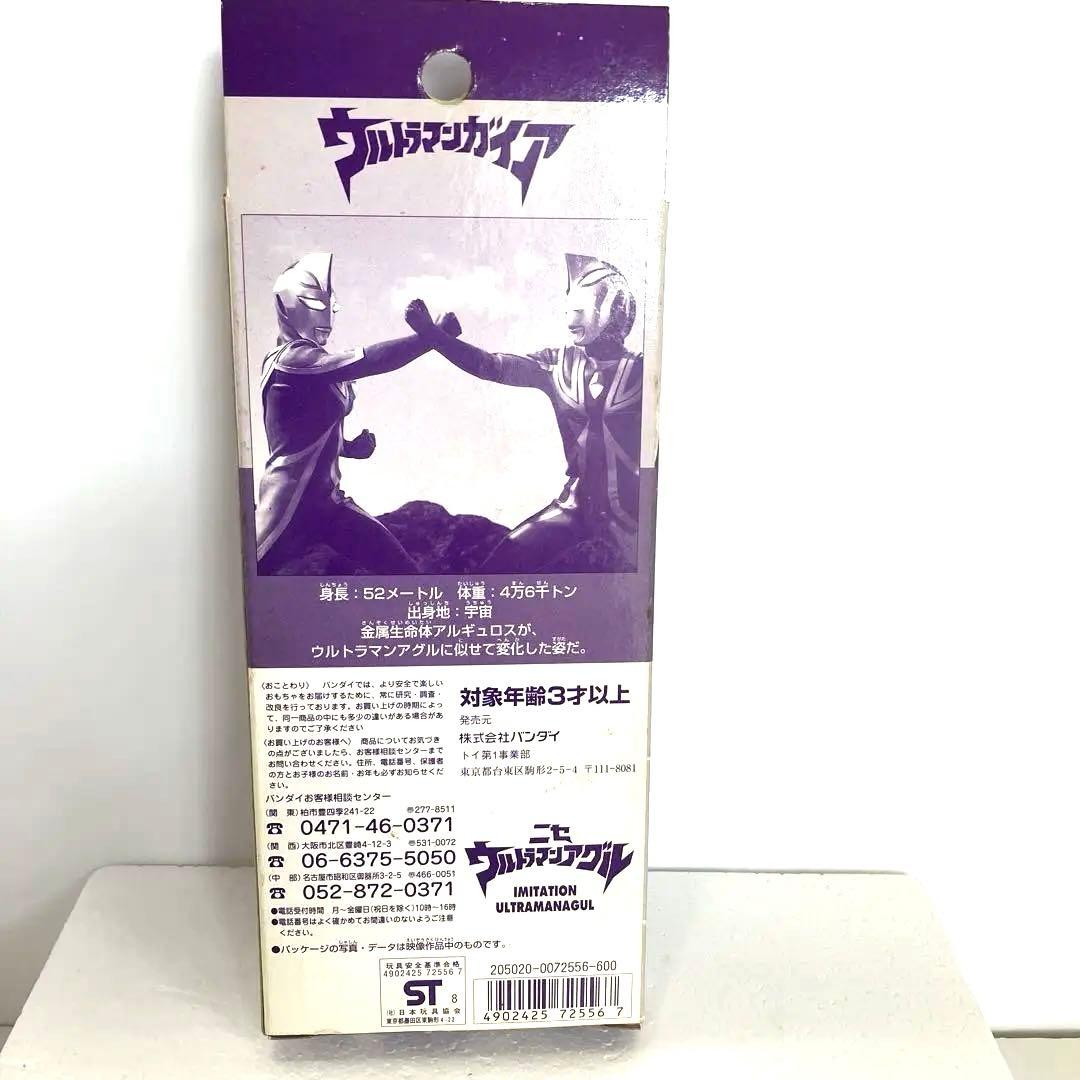 ウルトラマンガイア
身長：52メートル　体重：4万6千トン
出身地：宇宙
金属生命体アルギュロスが、
ウルトラマンアグルに似せて変化した姿だ。
〈おことわり〉　バンダイでは、より安全で楽しい
おもちゃをお届けするために、常に研究・調査・
改良を行っております。お買い上げの時期によっ
て、同一商品の中にも多少の違いがある場合があ
りますのでご了承ください
〈お買い上げのお客様へ〉　商品についてお気づき
の点がございましたら、お客様相談センターまで
お問い合わせください。住所、電話番号、保護者
の方とお子様のお名前・お年も必ずお知らせくだ
さい。
バンダイお客様相談センター
(関　東)柏市豊四季241-22　〠277-8511
☎ 0471-46-0371
(関　西)大阪市北区豊崎4-12-3　〠531-0072
☎ 06-6375-5050
(中　部)名古屋市昭和区御器所3-2-5　〠466-0051
☎ 052-872-0371
●電話受付時間　月〜金曜日(祝日を除く)10時〜16時
●電話番号はよく確かめてお間違いのないようご注意
ください。
●パッケージの写真・データは映像作品中のものです。
対象年齢3才以上
発売元
株式会社バンダイ
トイ第1事業部
東京都台東区駒形2-5-4 〒111-8081
ニセ
ウルトラマンアグル
IMITATION
ULTRAMANAGUL
玩具安全基準合格
4902425 72556 7
ST 8
(社)日本玩具協会
東京都墨田区東駒形4-22
205020-0072556-600
4902425 72556 7